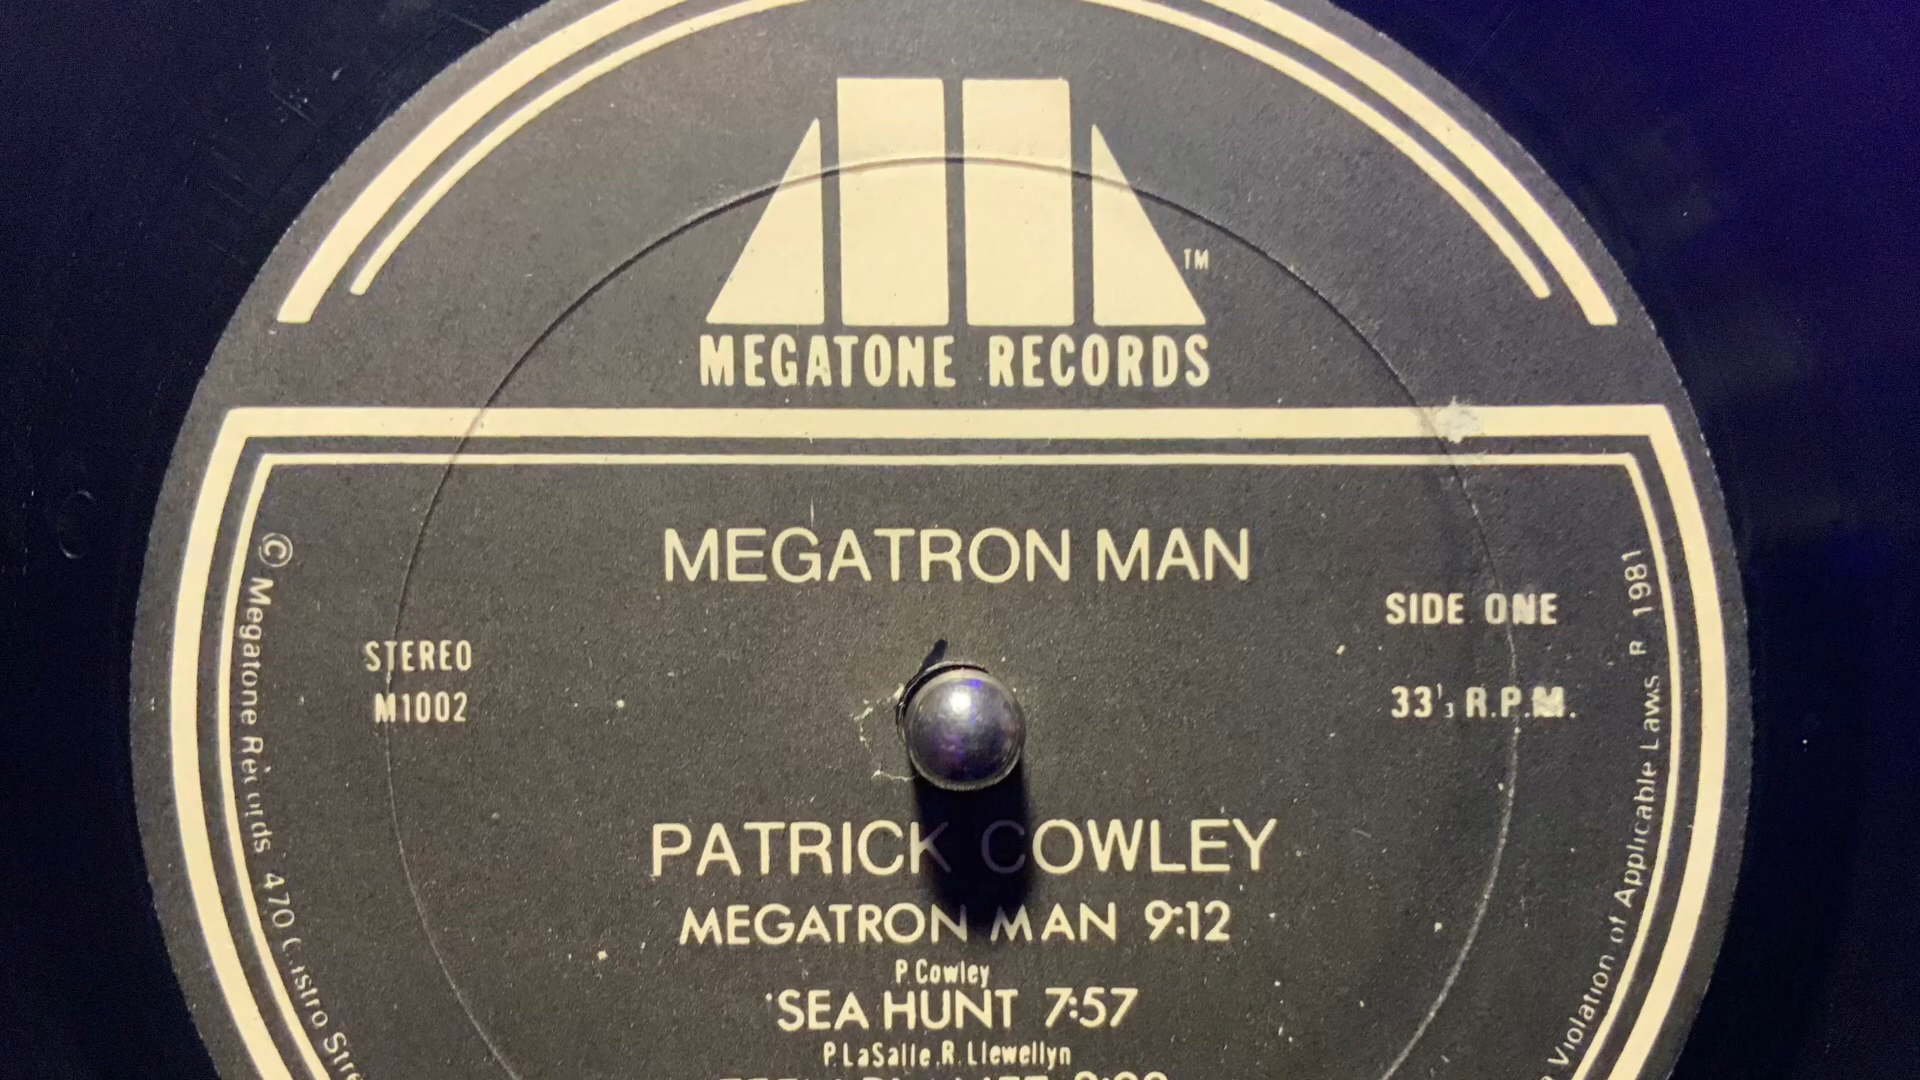 TM
MEGATONE RECORDS
MEGATRON MAN
SIDE ONE
STEREO
M1002
33⅓ R.P.M.
PATRICK COWLEY
MEGATRON MAN 9:12
P Cowley
SEA HUNT 7:57
P. LaSalle, R. Llewellyn
© Megatone Records 470 Castro
Violation of Applicable Laws R 1981